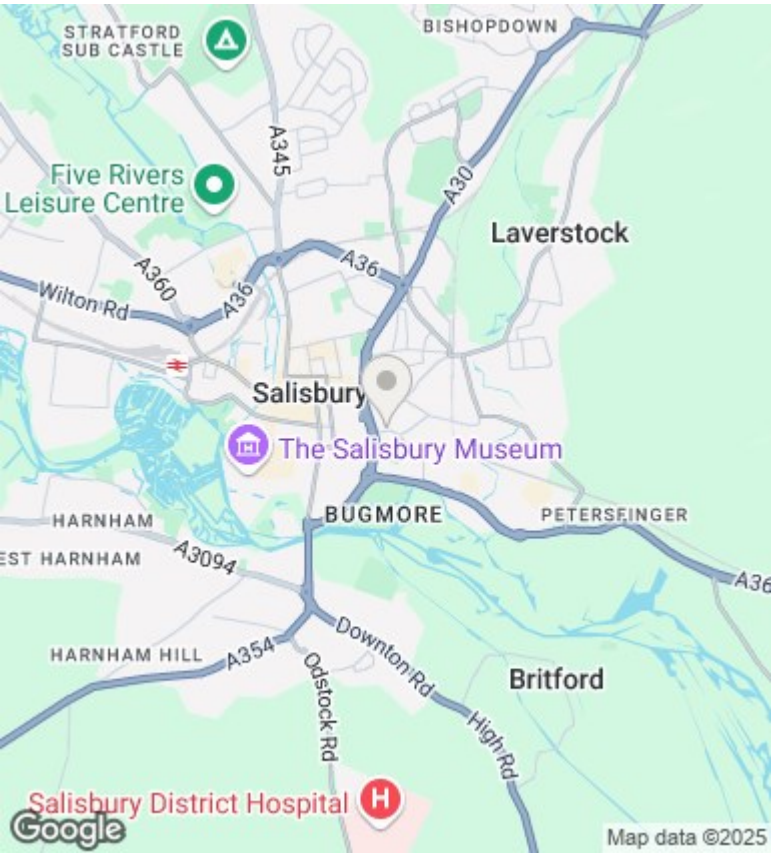 STRATFORD
SUB CASTLE
BISHOPDOWN
A345
Five Rivers
Leisure Centre
A30
Laverstock
A360
A36
A36
Wilton Rd
Salisbury
The Salisbury Museum
BUGMORE
PETERSFINGER
HARNHAM
EST HARNHAM
A3094
A36
HARNHAM HILL
A354
Downton Rd
Odstock Rd
Britford
High Rd
Salisbury District Hospital
H
Google
Map data ©2025